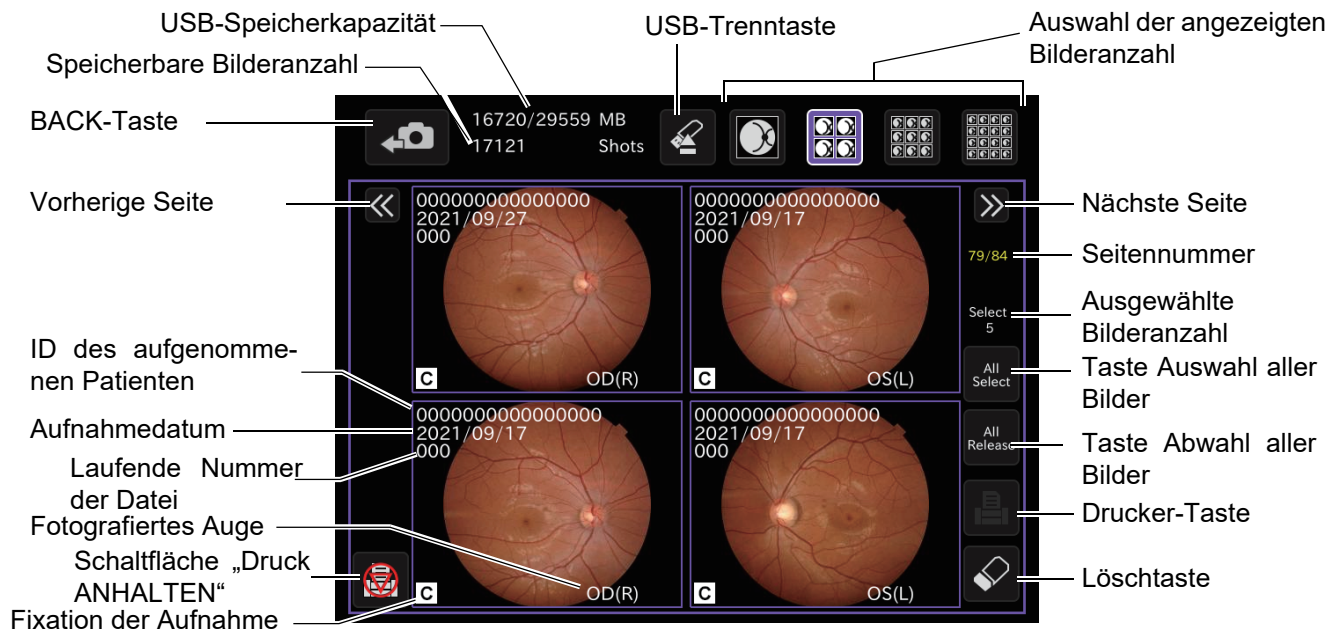 USB-Speicherkapazität
USB-Trenntaste
Auswahl der angezeigten
Bilderanzahl
Speicherbare Bilderanzahl
BACK-Taste
16720/29559 MB
17121 Shots
Vorherige Seite
Nächste Seite
0000000000000000
2021/09/27
000
C
OD(R)
0000000000000000
2021/09/17
000
C
OS(L)
79/84
Seitennummer
Select
5
Ausgewählte
Bilderanzahl
ID des aufgenomme-
nen Patienten
All
Select
Taste Auswahl aller
Bilder
0000000000000000
2021/09/17
000
C
OD(R)
0000000000000000
2021/09/17
000
C
OS(L)
Aufnahmedatum
All
Release
Taste Abwahl aller
Bilder
Laufende Nummer
der Datei
Drucker-Taste
Fotografiertes Auge
Schaltfläche „Druck
ANHALTEN“
Löschtaste
Fixation der Aufnahme